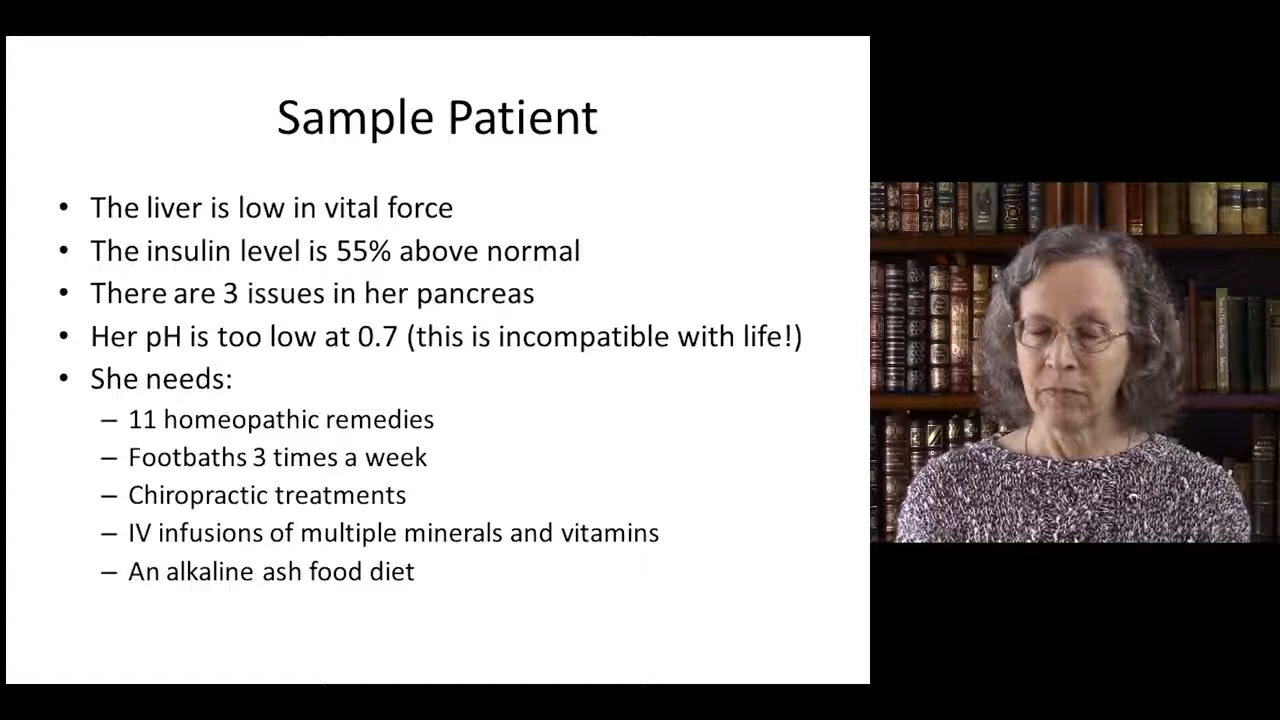 Sample Patient
• The liver is low in vital force
• The insulin level is 55% above normal
• There are 3 issues in her pancreas
• Her pH is too low at 0.7 (this is incompatible with life!)
• She needs:
– 11 homeopathic remedies
– Footbaths 3 times a week
– Chiropractic treatments
– IV infusions of multiple minerals and vitamins
– An alkaline ash food diet